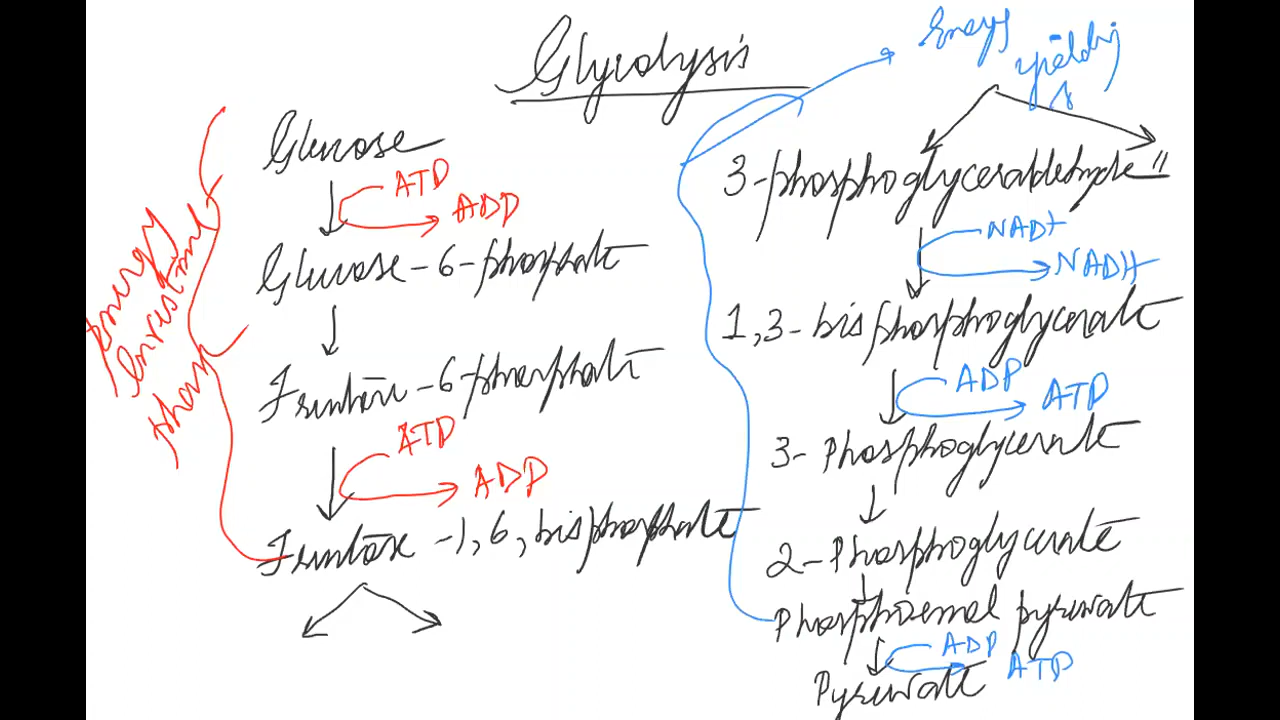 Glycolysis
Glucose
ATP
ADP
Glucose-6-phosphate
Fructose-6-phosphate
ATP
ADP
Fructose-1,6,bisphosphate
Energy
Investment
phase
Energy
yielding
3-phosphoglyceraldehyde "
NAD+
NADH
1,3-bisphosphoglycerate
ADP
ATP
3-Phosphoglycerate
2-Phosphoglycerate
Phosphoenol pyruvate
ADP
ATP
Pyruvate